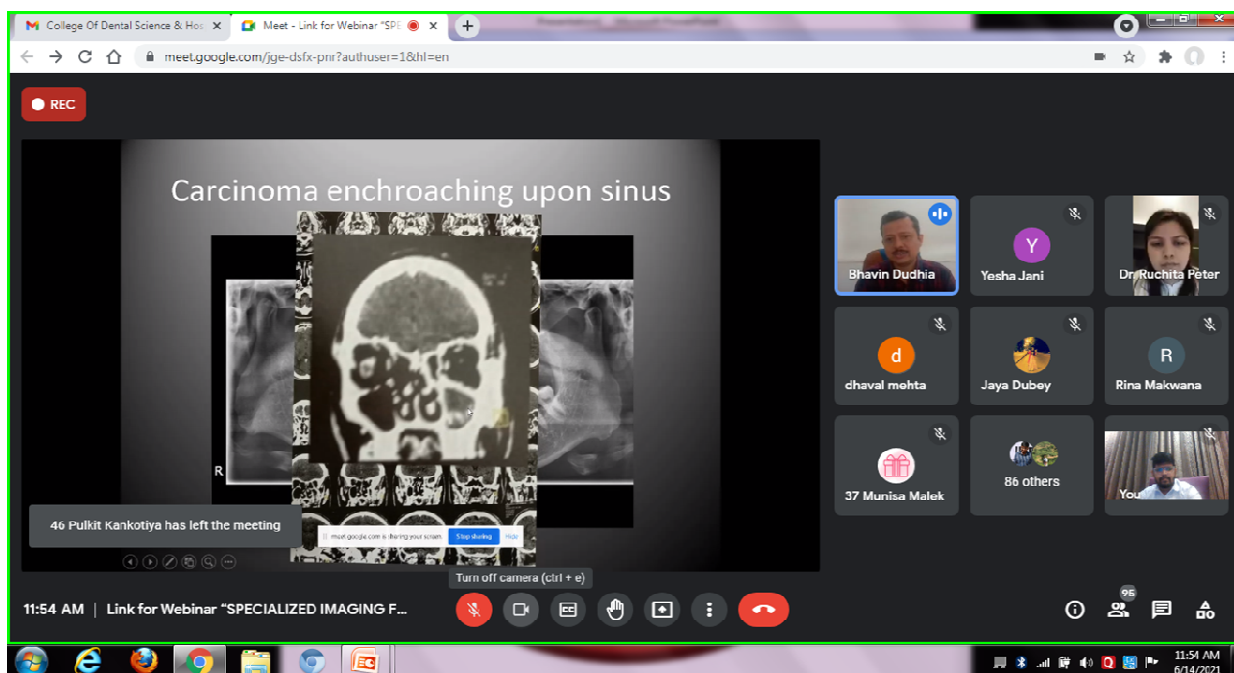 College Of Dental Science & Hos
Meet - Link for Webinar "SPE
meet.google.com/jge-dsfx-pnr?authuser=1&hl=en
REC
Carcinoma enchroaching upon sinus
R
46 Pulkit Kankotiya has left the meeting
meet.google.com is sharing your screen.
Stop sharing
Hide
Bhavin Dudhia
Yesha Jani
Dr. Ruchita Peter
d
dhaval mehta
Y
Jaya Dubey
R
Rina Makwana
37 Munisa Malek
86 others
You
Turn off camera (ctrl + e)
11:54 AM | Link for Webinar "SPECIALIZED IMAGING F...
95
11:54 AM
6/14/2021